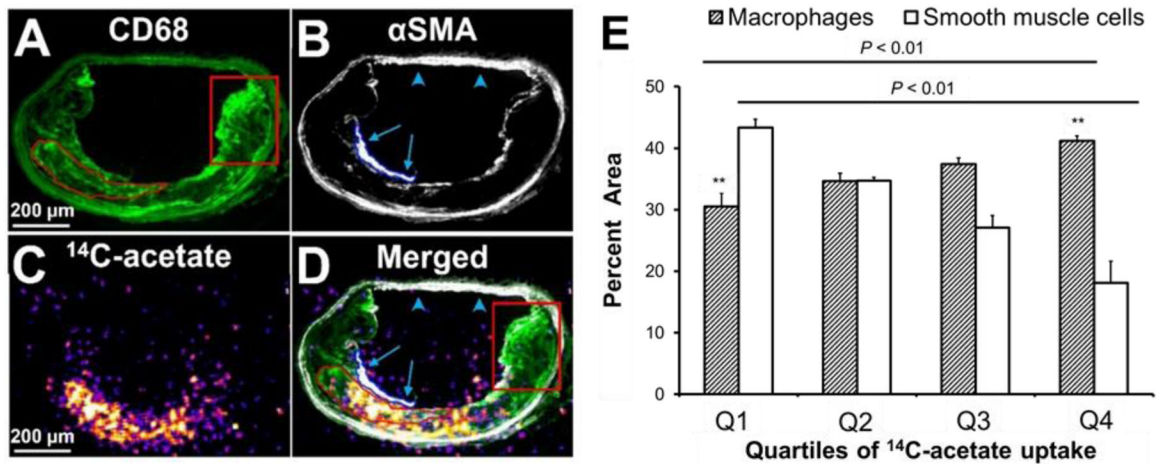 A
CD68
200 µm
B
αSMA
C
¹⁴C-acetate
200 µm
D
Merged
E
Macrophages
Smooth muscle cells
P < 0.01
P < 0.01
**
**
Percent Area
50
40
30
20
10
0
Q1
Q2
Q3
Q4
Quartiles of ¹⁴C-acetate uptake